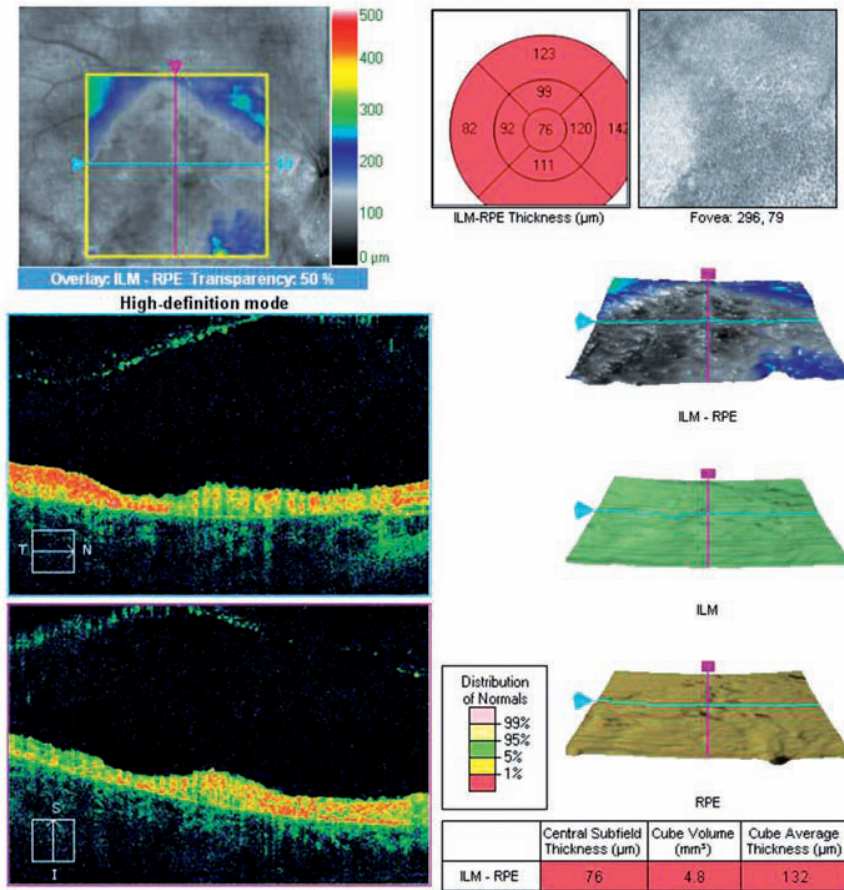 500
400
300
200
100
0 µm
Overlay: ILM - RPE Transparency: 50 %
123
99
82
92
76
120
142
111
ILM-RPE Thickness (µm)
Fovea: 296, 79
High-definition mode
T
N
S
I
ILM - RPE
ILM
RPE
Distribution
of Normals
99%
95%
5%
1%
Central Subfield Thickness (µm)
Cube Volume (mm³)
Cube Average Thickness (µm)
ILM - RPE 76 4.8 132